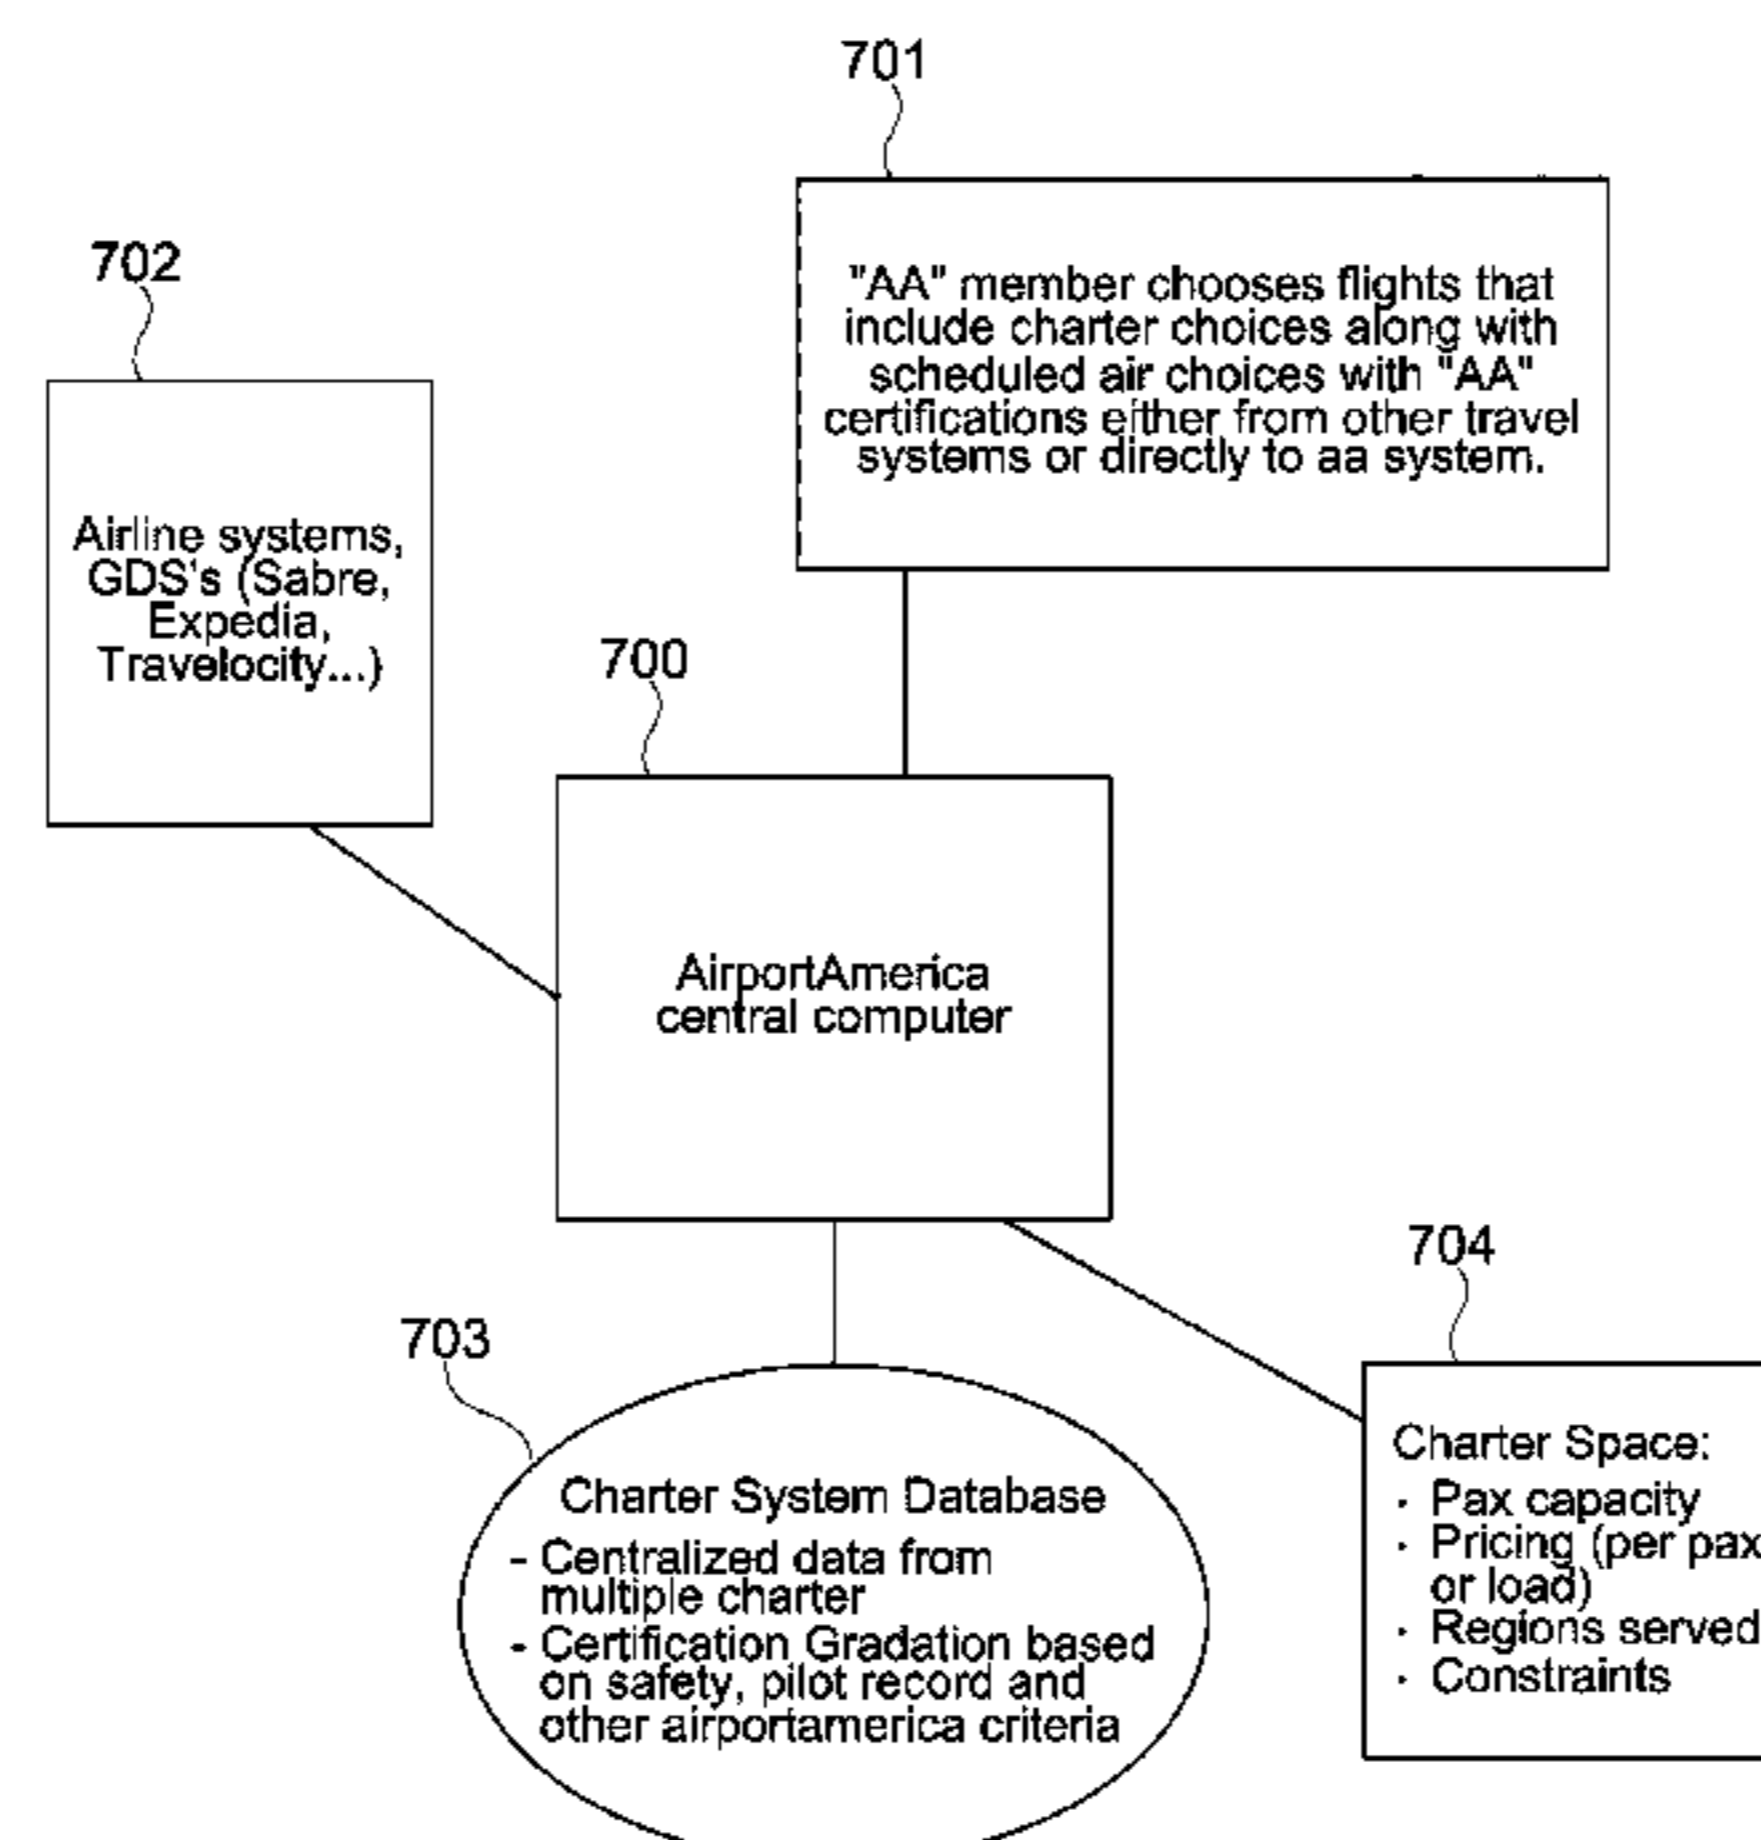 701
"AA" member chooses flights that
include charter choices along with
scheduled air choices with "AA"
certifications either from other travel
systems or directly to aa system.
702
Airline systems,
GDS's (Sabre,
Expedia,
Travelocity...)
700
AirportAmerica
central computer
703
Charter System Database
- Centralized data from
multiple charter
- Certification Gradation based
on safety, pilot record and
other airportamerica criteria
704
Charter Space:
· Pax capacity
· Pricing (per pax
or load)
· Regions served
· Constraints